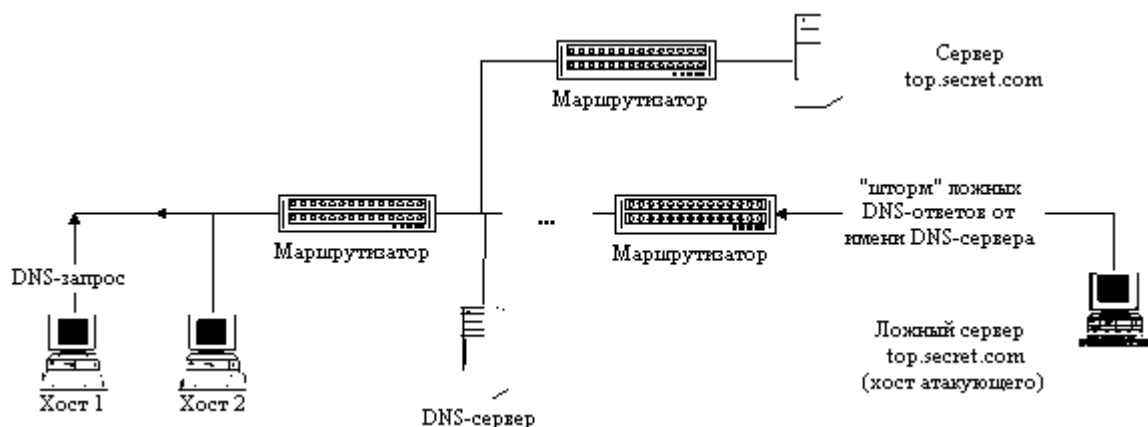 Сервер
top.secret.com
Маршрутизатор
"шторм" ложных
DNS-ответов от
имени DNS-сервера
...
Маршрутизатор
Маршрутизатор
DNS-запрос
Ложный сервер
top.secret.com
(хост атакующего)
Хост 1
Хост 2
DNS-сервер